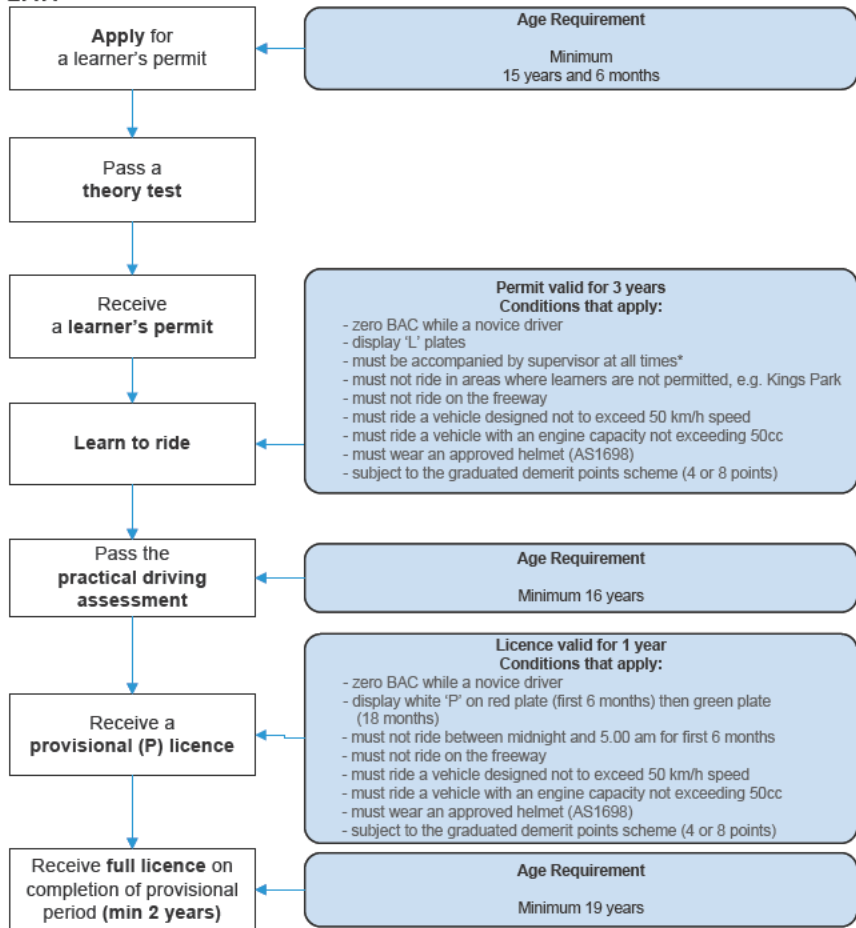 Apply for
a learner's permit
Age Requirement
Minimum
15 years and 6 months
Pass a
theory test
Receive
a learner's permit
Permit valid for 3 years
Conditions that apply:
- zero BAC while a novice driver
- display 'L' plates
- must be accompanied by supervisor at all times*
- must not ride in areas where learners are not permitted, e.g. Kings Park
- must not ride on the freeway
- must ride a vehicle designed not to exceed 50 km/h speed
- must ride a vehicle with an engine capacity not exceeding 50cc
- must wear an approved helmet (AS1698)
- subject to the graduated demerit points scheme (4 or 8 points)
Learn to ride
Pass the
practical driving
assessment
Age Requirement
Minimum 16 years
Receive a
provisional (P) licence
Licence valid for 1 year
Conditions that apply:
- zero BAC while a novice driver
- display white 'P' on red plate (first 6 months) then green plate
(18 months)
- must not ride between midnight and 5.00 am for first 6 months
- must not ride on the freeway
- must ride a vehicle designed not to exceed 50 km/h speed
- must ride a vehicle with an engine capacity not exceeding 50cc
- must wear an approved helmet (AS1698)
- subject to the graduated demerit points scheme (4 or 8 points)
Receive full licence on
completion of provisional
period (min 2 years)
Age Requirement
Minimum 19 years